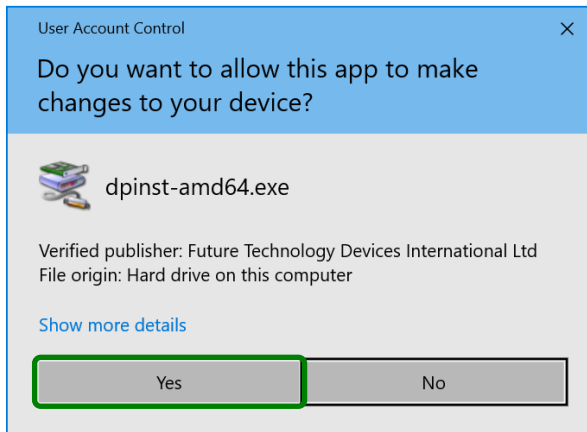 User Account Control
Do you want to allow this app to make
changes to your device?
dpinst-amd64.exe
Verified publisher: Future Technology Devices International Ltd
File origin: Hard drive on this computer
Show more details
Yes
No